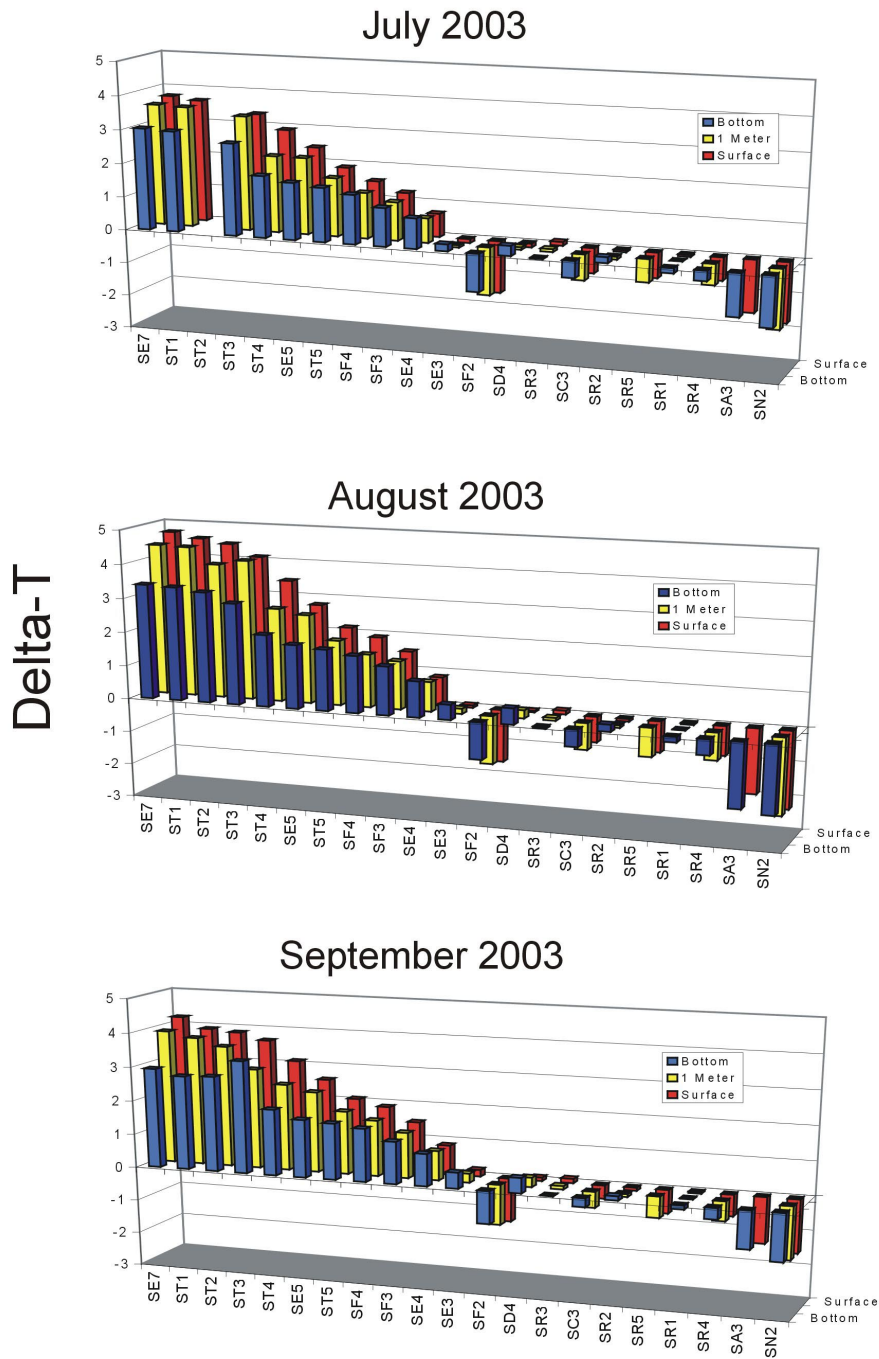 July 2003
5
4
3
2
1
0
-1
-2
-3
Bottom
1 Meter
Surface
SE7
ST1
ST2
ST3
ST4
SE5
ST5
SF4
SF3
SE4
SE3
SF2
SD4
SR3
SC3
SR2
SR5
SR1
SR4
SA3
SN2
Surface
Bottom
Delta-T
August 2003
5
4
3
2
1
0
-1
-2
-3
Bottom
1 Meter
Surface
SE7
ST1
ST2
ST3
ST4
SE5
ST5
SF4
SF3
SE4
SE3
SF2
SD4
SR3
SC3
SR2
SR5
SR1
SR4
SA3
SN2
Surface
Bottom
September 2003
5
4
3
2
1
0
-1
-2
-3
Bottom
1 Meter
Surface
SE7
ST1
ST2
ST3
ST4
SE5
ST5
SF4
SF3
SE4
SE3
SF2
SD4
SR3
SC3
SR2
SR5
SR1
SR4
SA3
SN2
Surface
Bottom